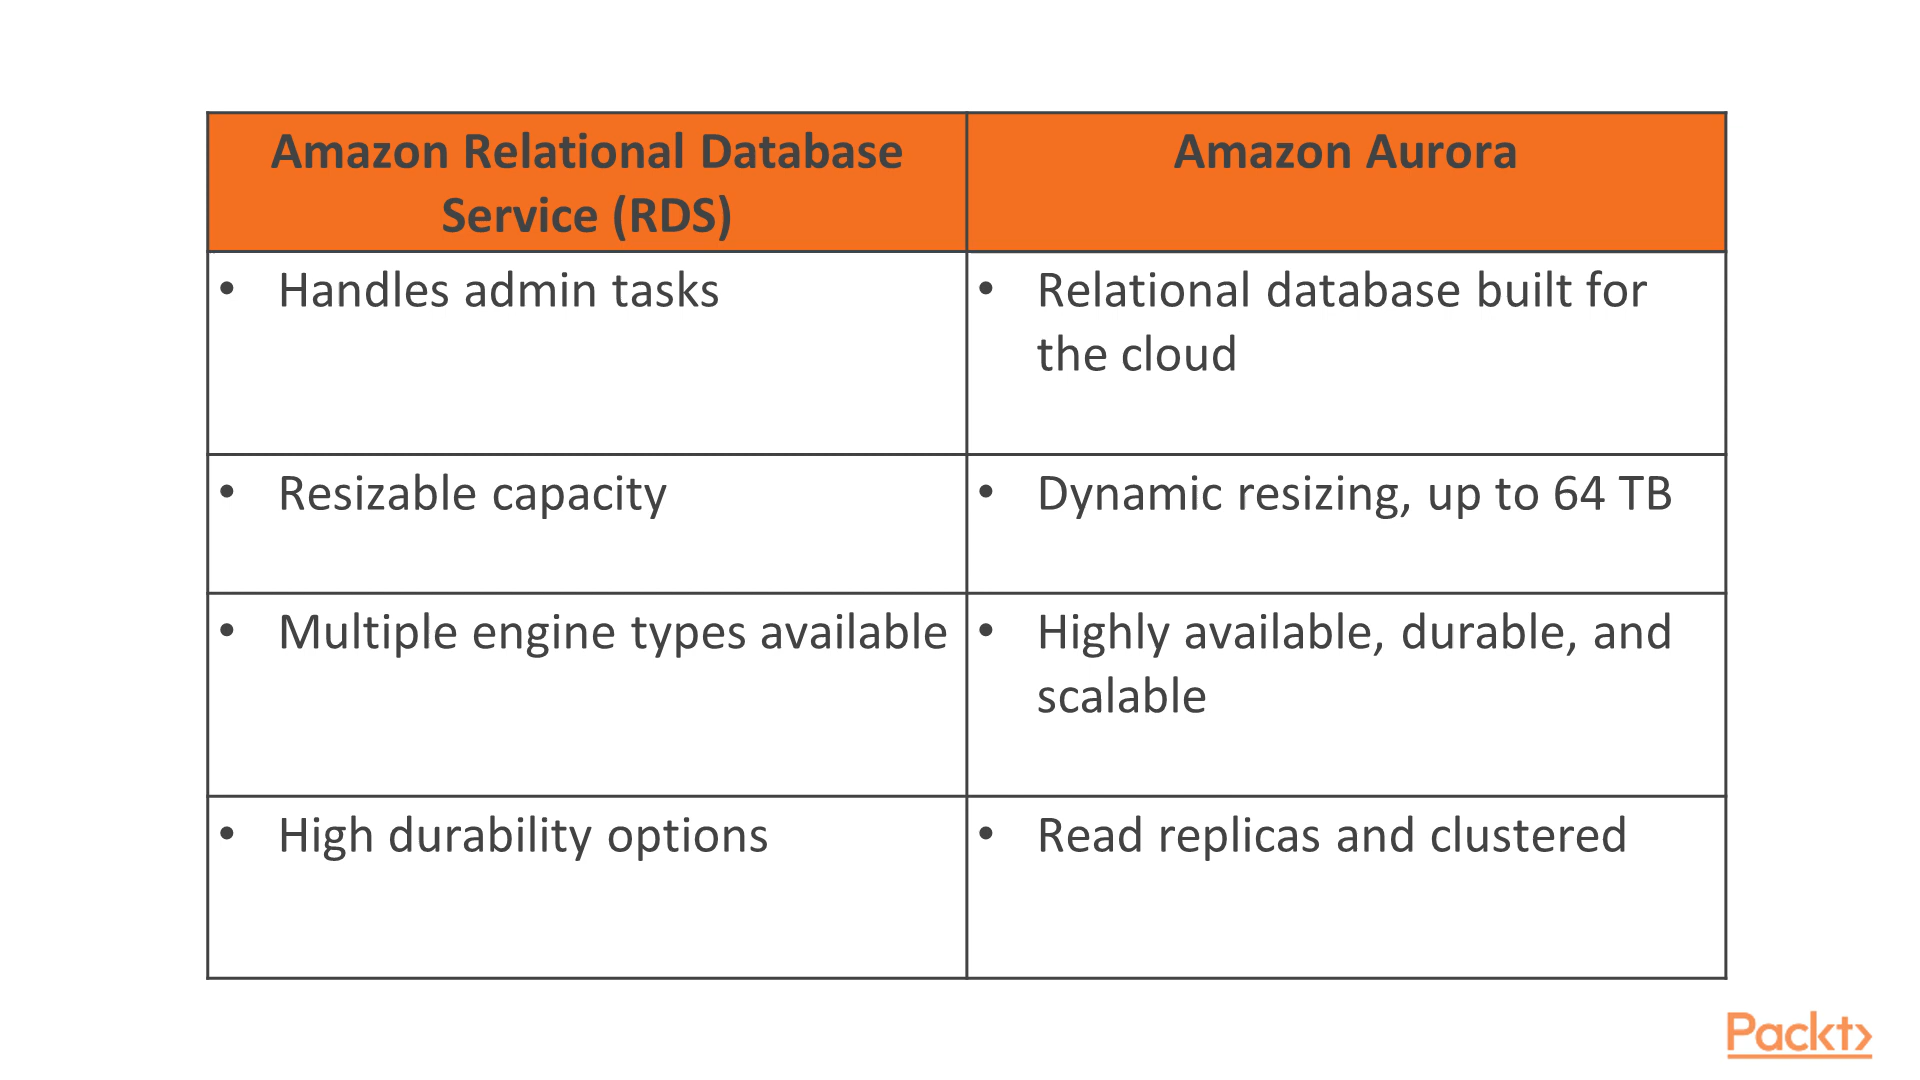 Amazon Relational Database
Service (RDS)
Amazon Aurora
• Handles admin tasks
• Relational database built for
the cloud
• Resizable capacity
• Dynamic resizing, up to 64 TB
• Multiple engine types available
• Highly available, durable, and
scalable
• High durability options
• Read replicas and clustered
Packt>